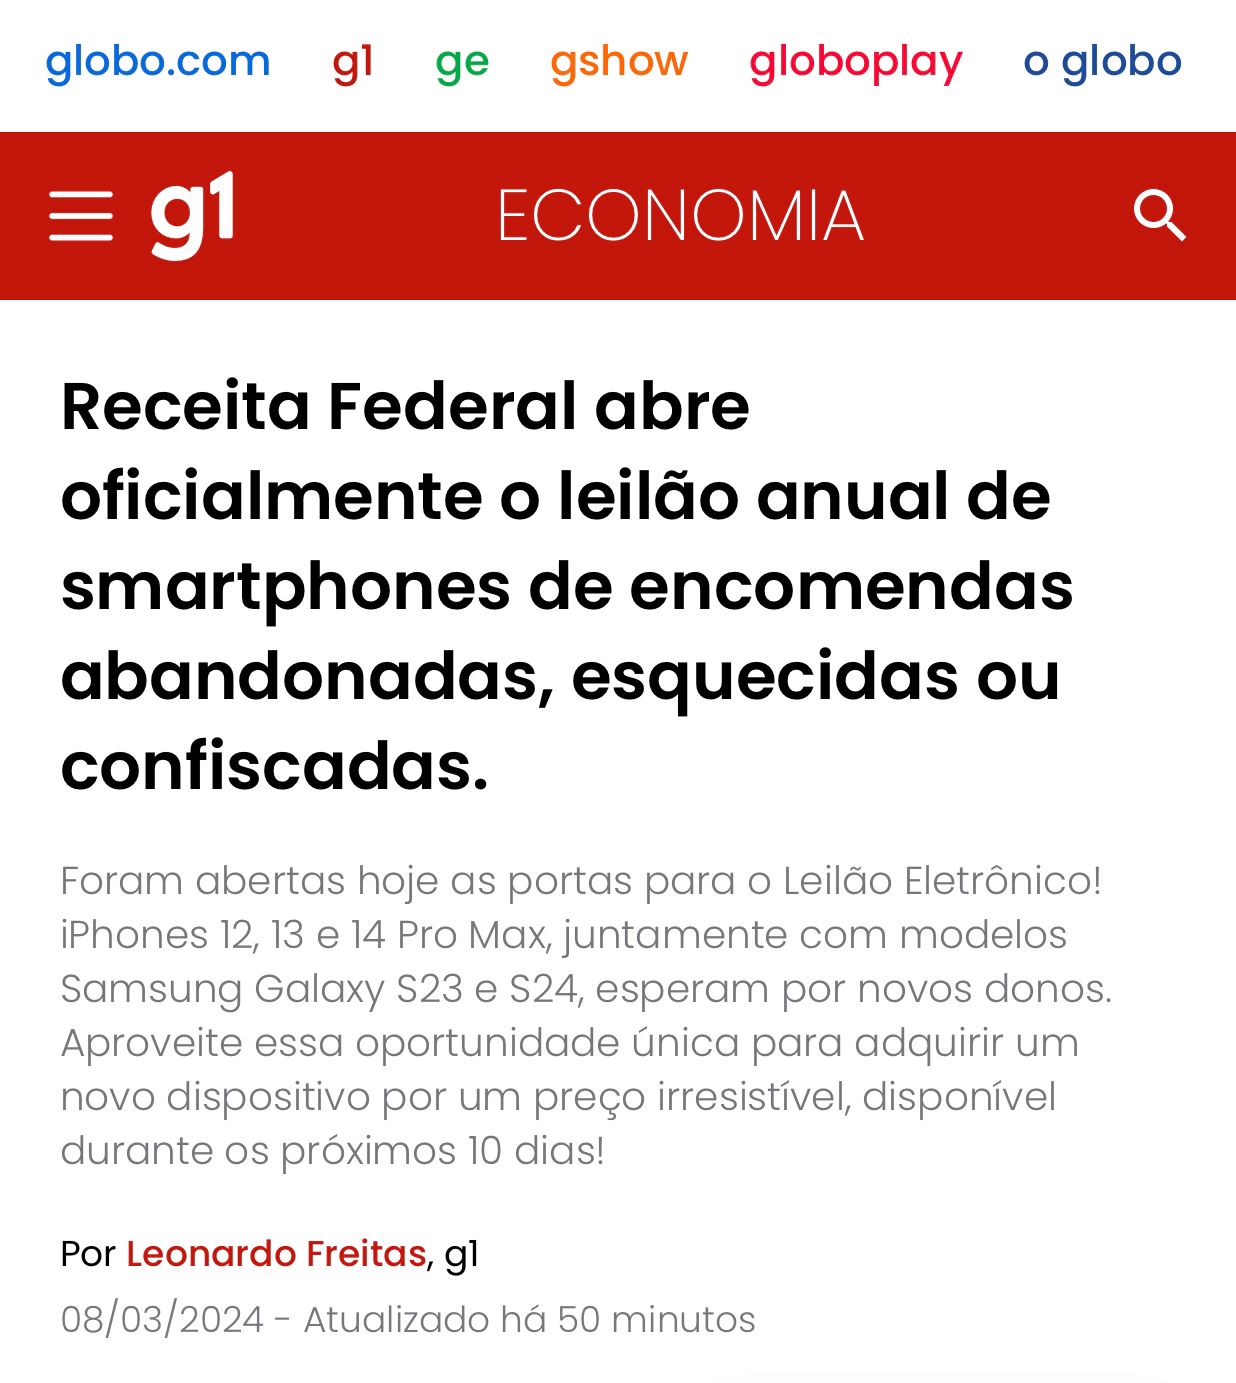 globo.com g1 ge gshow globoplay o globo
g1 ECONOMIA
Receita Federal abre
oficialmente o leilão anual de
smartphones de encomendas
abandonadas, esquecidas ou
confiscadas.
Foram abertas hoje as portas para o Leilão Eletrônico!
iPhones 12, 13 e 14 Pro Max, juntamente com modelos
Samsung Galaxy S23 e S24, esperam por novos donos.
Aproveite essa oportunidade única para adquirir um
novo dispositivo por um preço irresistível, disponível
durante os próximos 10 dias!
Por Leonardo Freitas, g1
08/03/2024 - Atualizado há 50 minutos